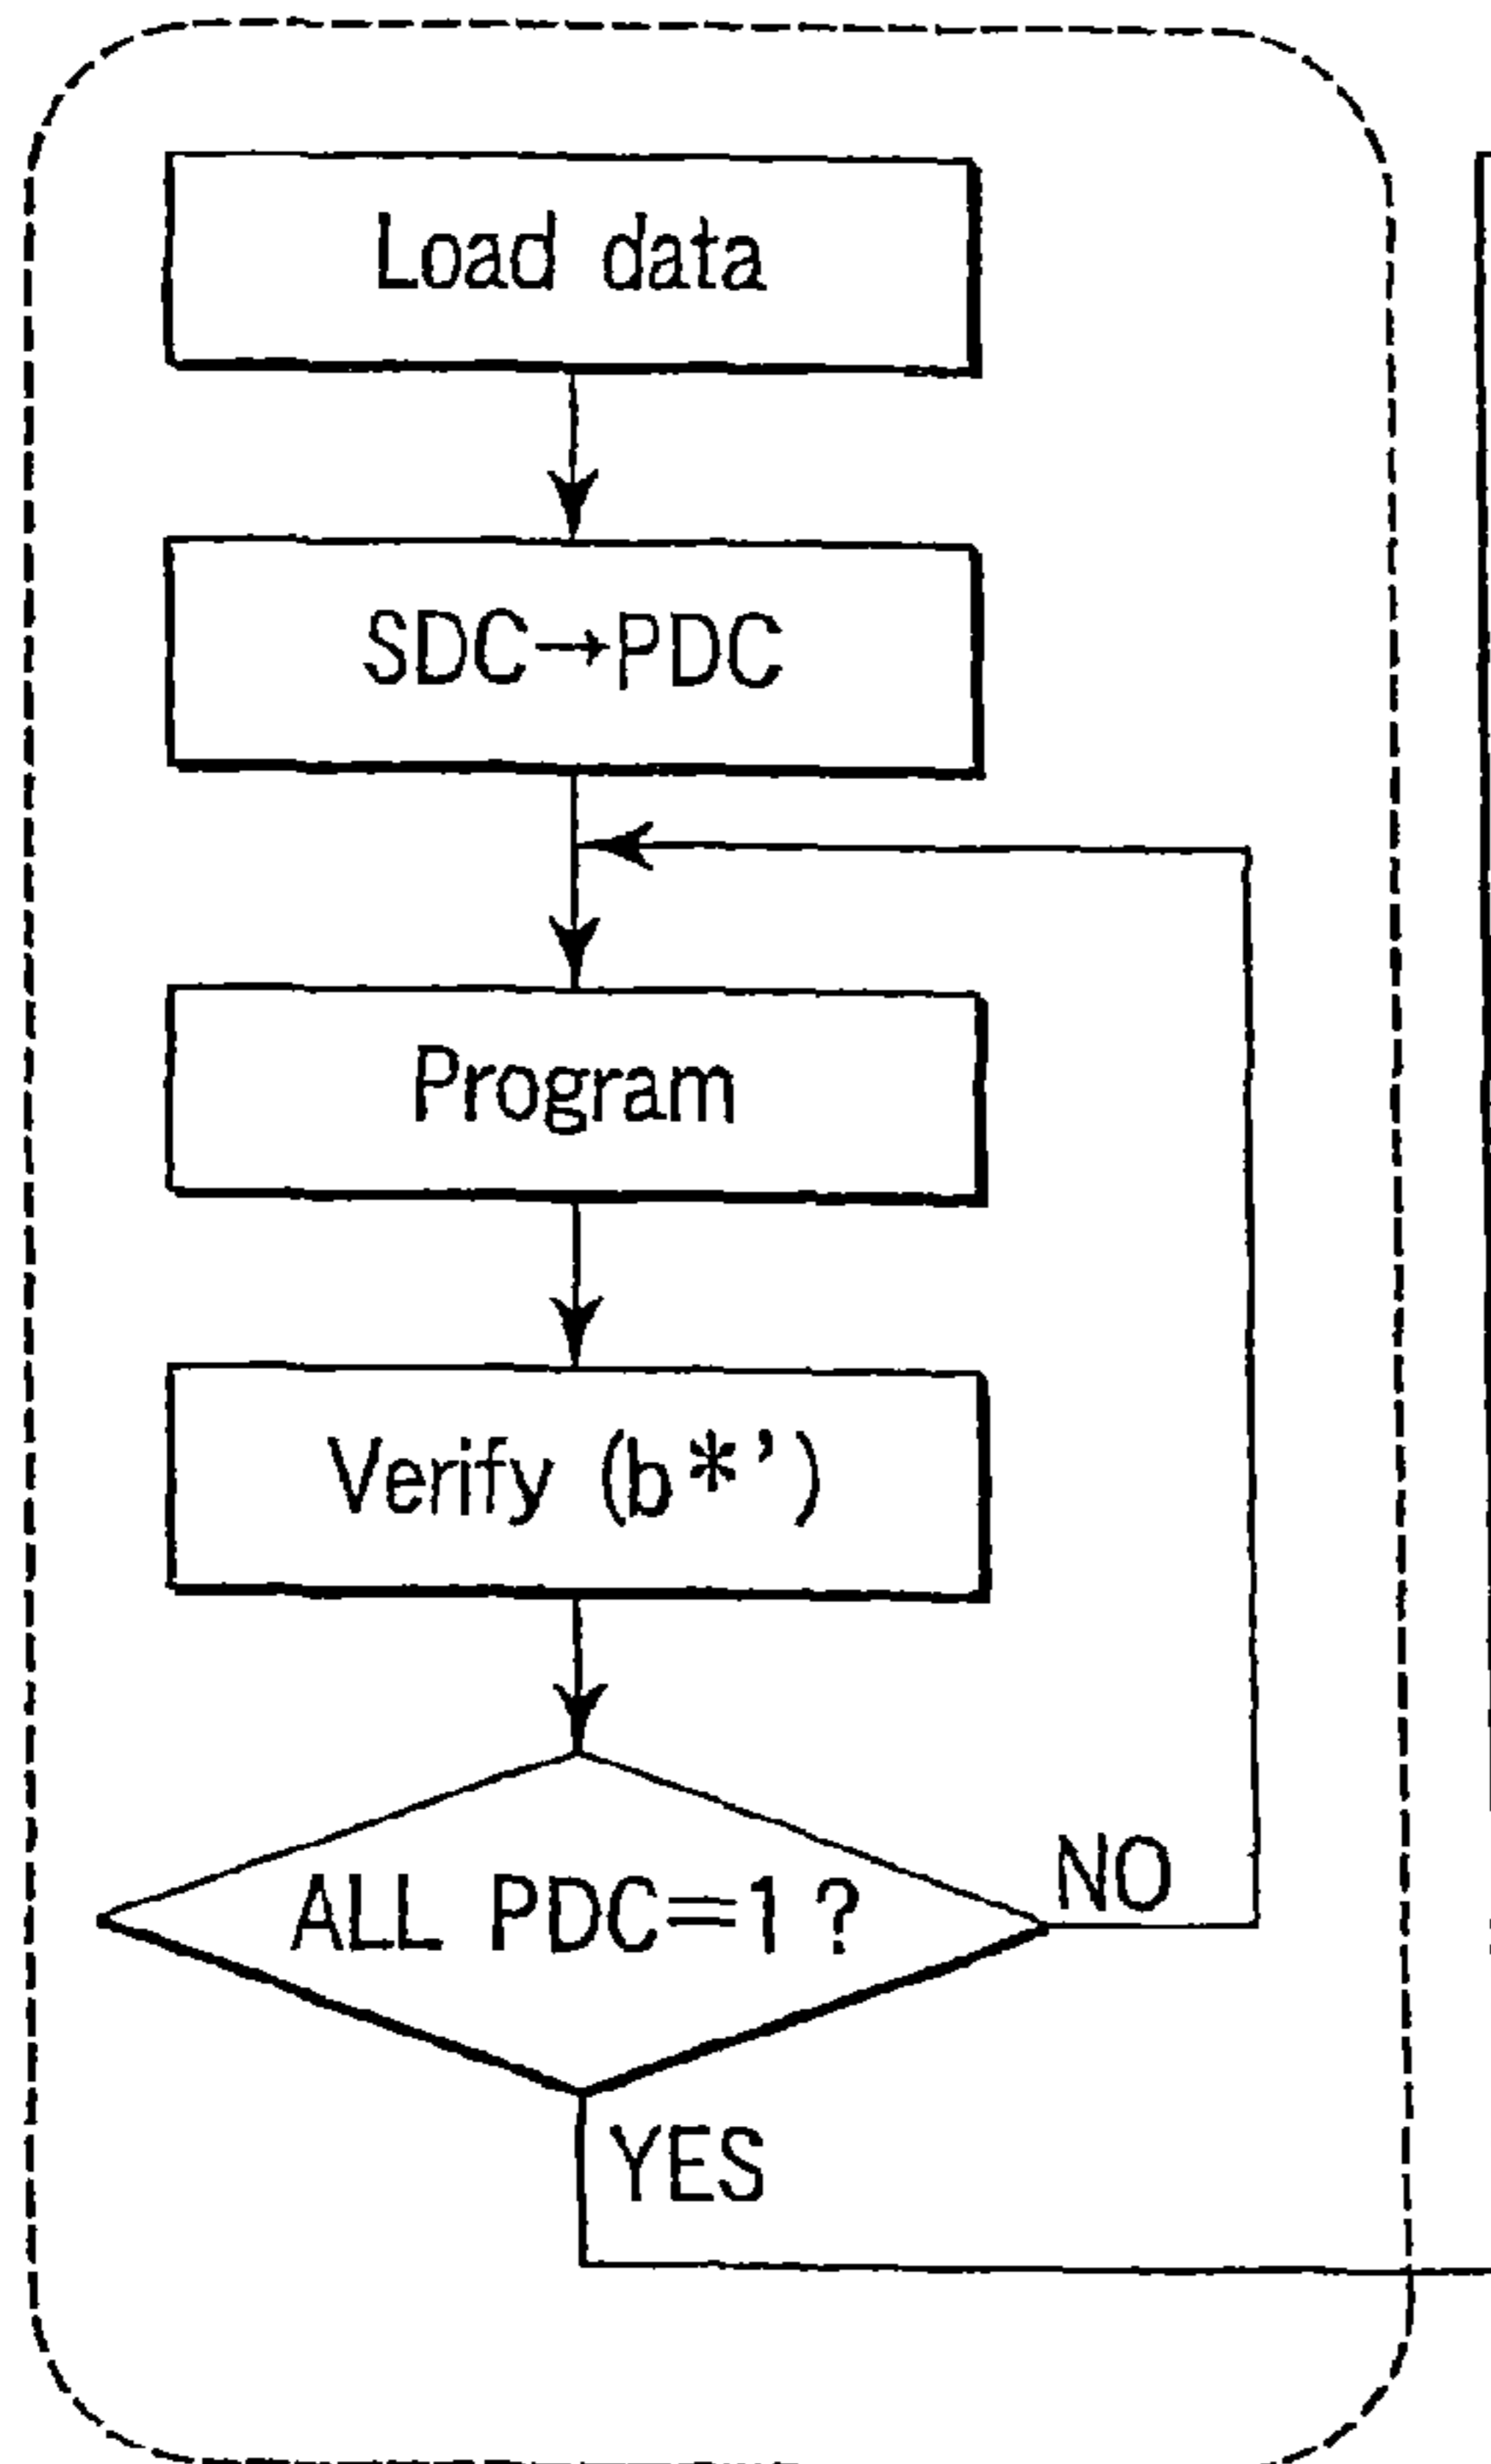 Load data
SDC→PDC
Program
Verify (b*')
ALL PDC=1 ?
NO
YES